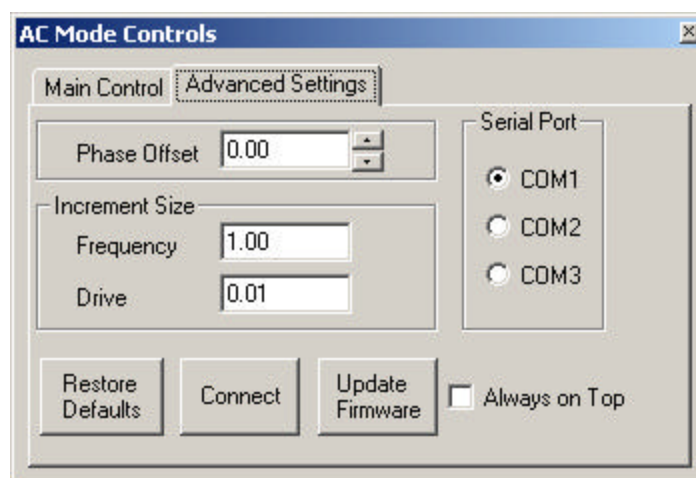 AC Mode Controls
Main Control
Advanced Settings
Phase Offset 0.00
Serial Port
COM1
COM2
COM3
Increment Size
Frequency 1.00
Drive 0.01
Restore
Defaults
Connect
Update
Firmware
Always on Top